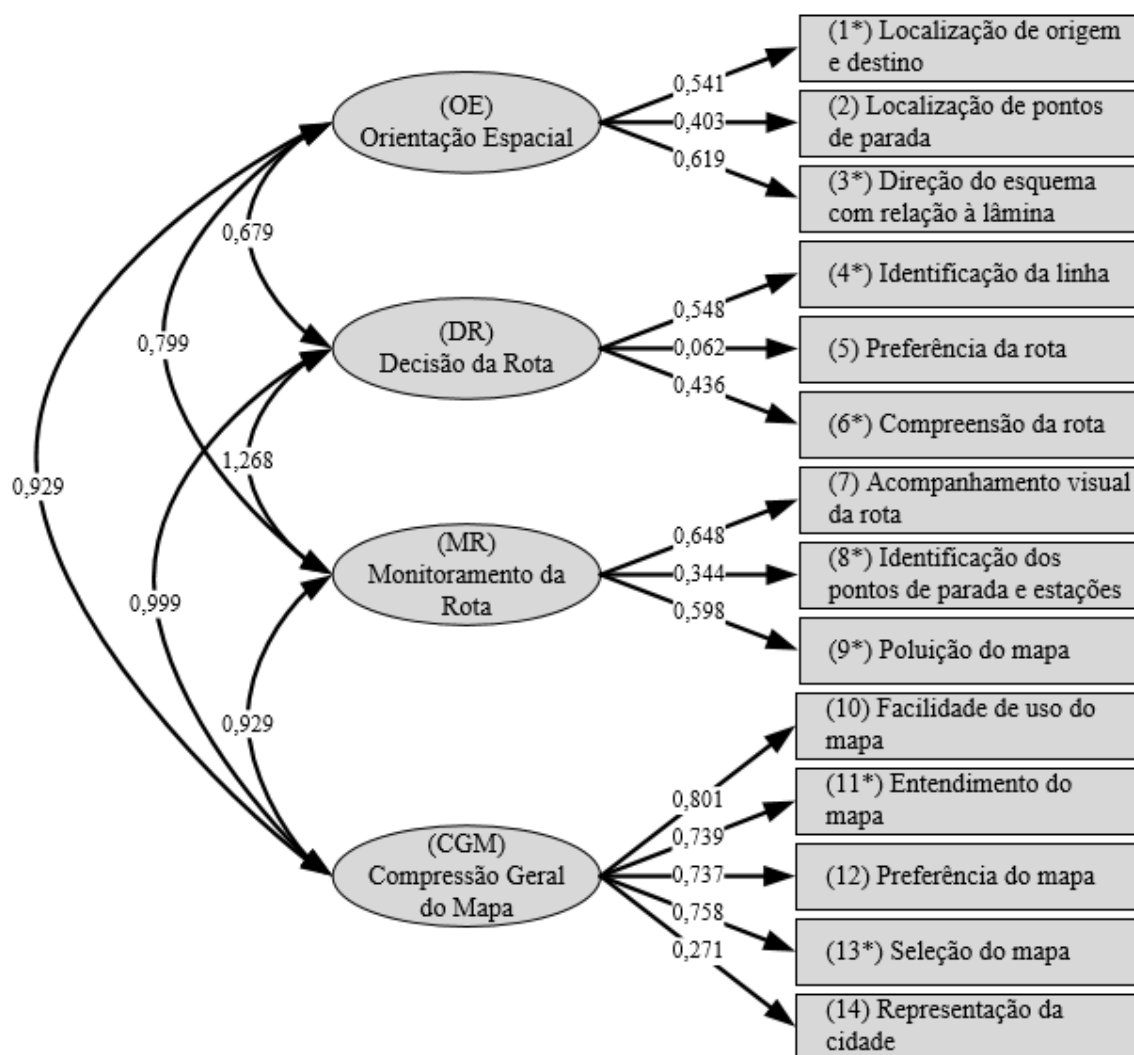 (1*) Localização de origem
e destino
0,541
(OE)
Orientação Espacial
0,403
(2) Localização de pontos
de parada
0,619
(3*) Direção do esquema
com relação à lâmina
0,679
(4*) Identificação da linha
0,548
0,799
(DR)
Decisão da Rota
0,062
(5) Preferência da rota
0,436
(6*) Compreensão da rota
1,268
0,929
(7) Acompanhamento visual
da rota
0,648
(MR)
Monitoramento da
Rota
0,344
(8*) Identificação dos
pontos de parada e estações
0,999
0,598
(9*) Poluição do mapa
0,929
(10) Facilidade de uso do
mapa
0,801
(11*) Entendimento do
mapa
0,739
(CGM)
Compressão Geral
do Mapa
0,737
(12) Preferência do mapa
0,758
(13*) Seleção do mapa
0,271
(14) Representação da
cidade